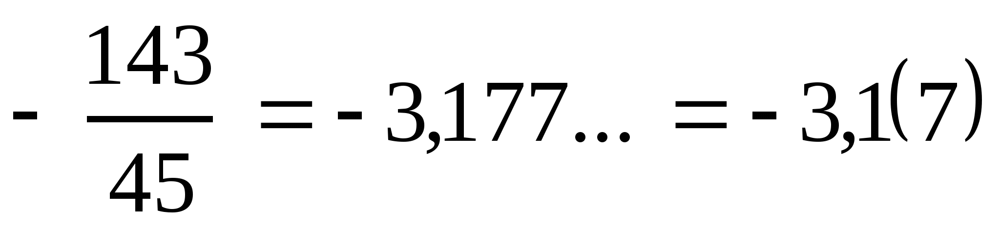 - 143/45 = - 3,177... = - 3,1(7)